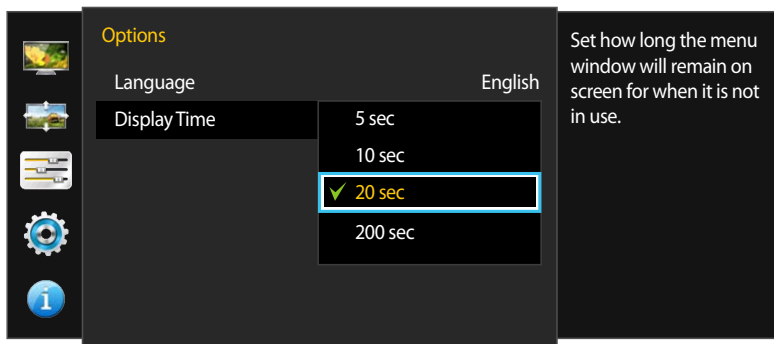 Options
Language English
Display Time 5 sec
10 sec
20 sec
200 sec
Set how long the menu
window will remain on
screen for when it is not
in use.